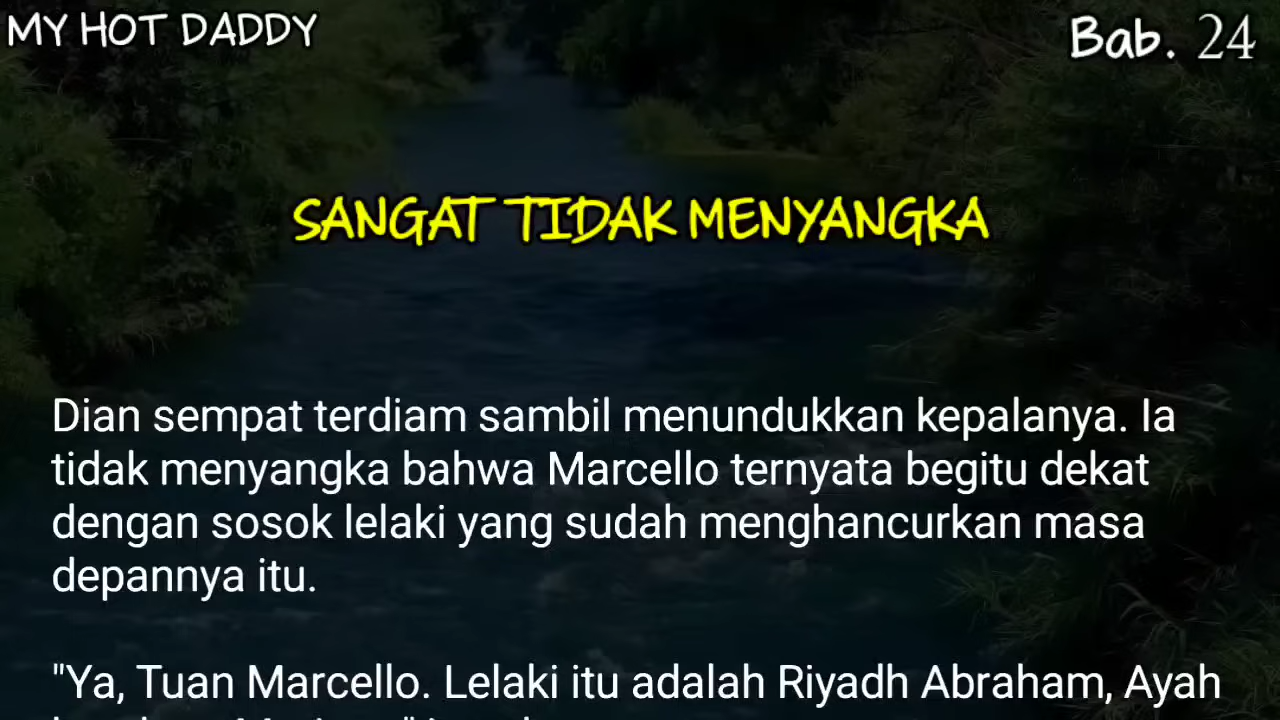 MY HOT DADDY
Bab. 24
SANGAT TIDAK MENYANGKA
Dian sempat terdiam sambil menundukkan kepalanya. Ia
tidak menyangka bahwa Marcello ternyata begitu dekat
dengan sosok lelaki yang sudah menghancurkan masa
depannya itu.
"Ya, Tuan Marcello. Lelaki itu adalah Riyadh Abraham, Ayah